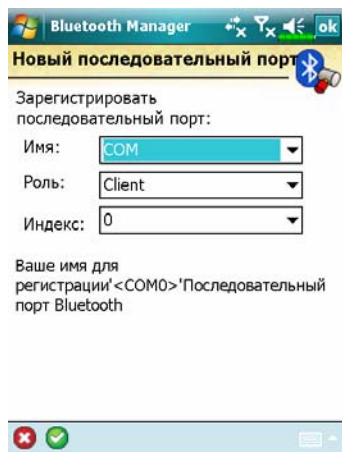 Bluetooth Manager ok
Новый последовательный порт
Зарегистрировать
последовательный порт:
Имя: COM
Роль: Client
Индекс: 0
Ваше имя для
регистрации'<COM0>'Последовательный
порт Bluetooth